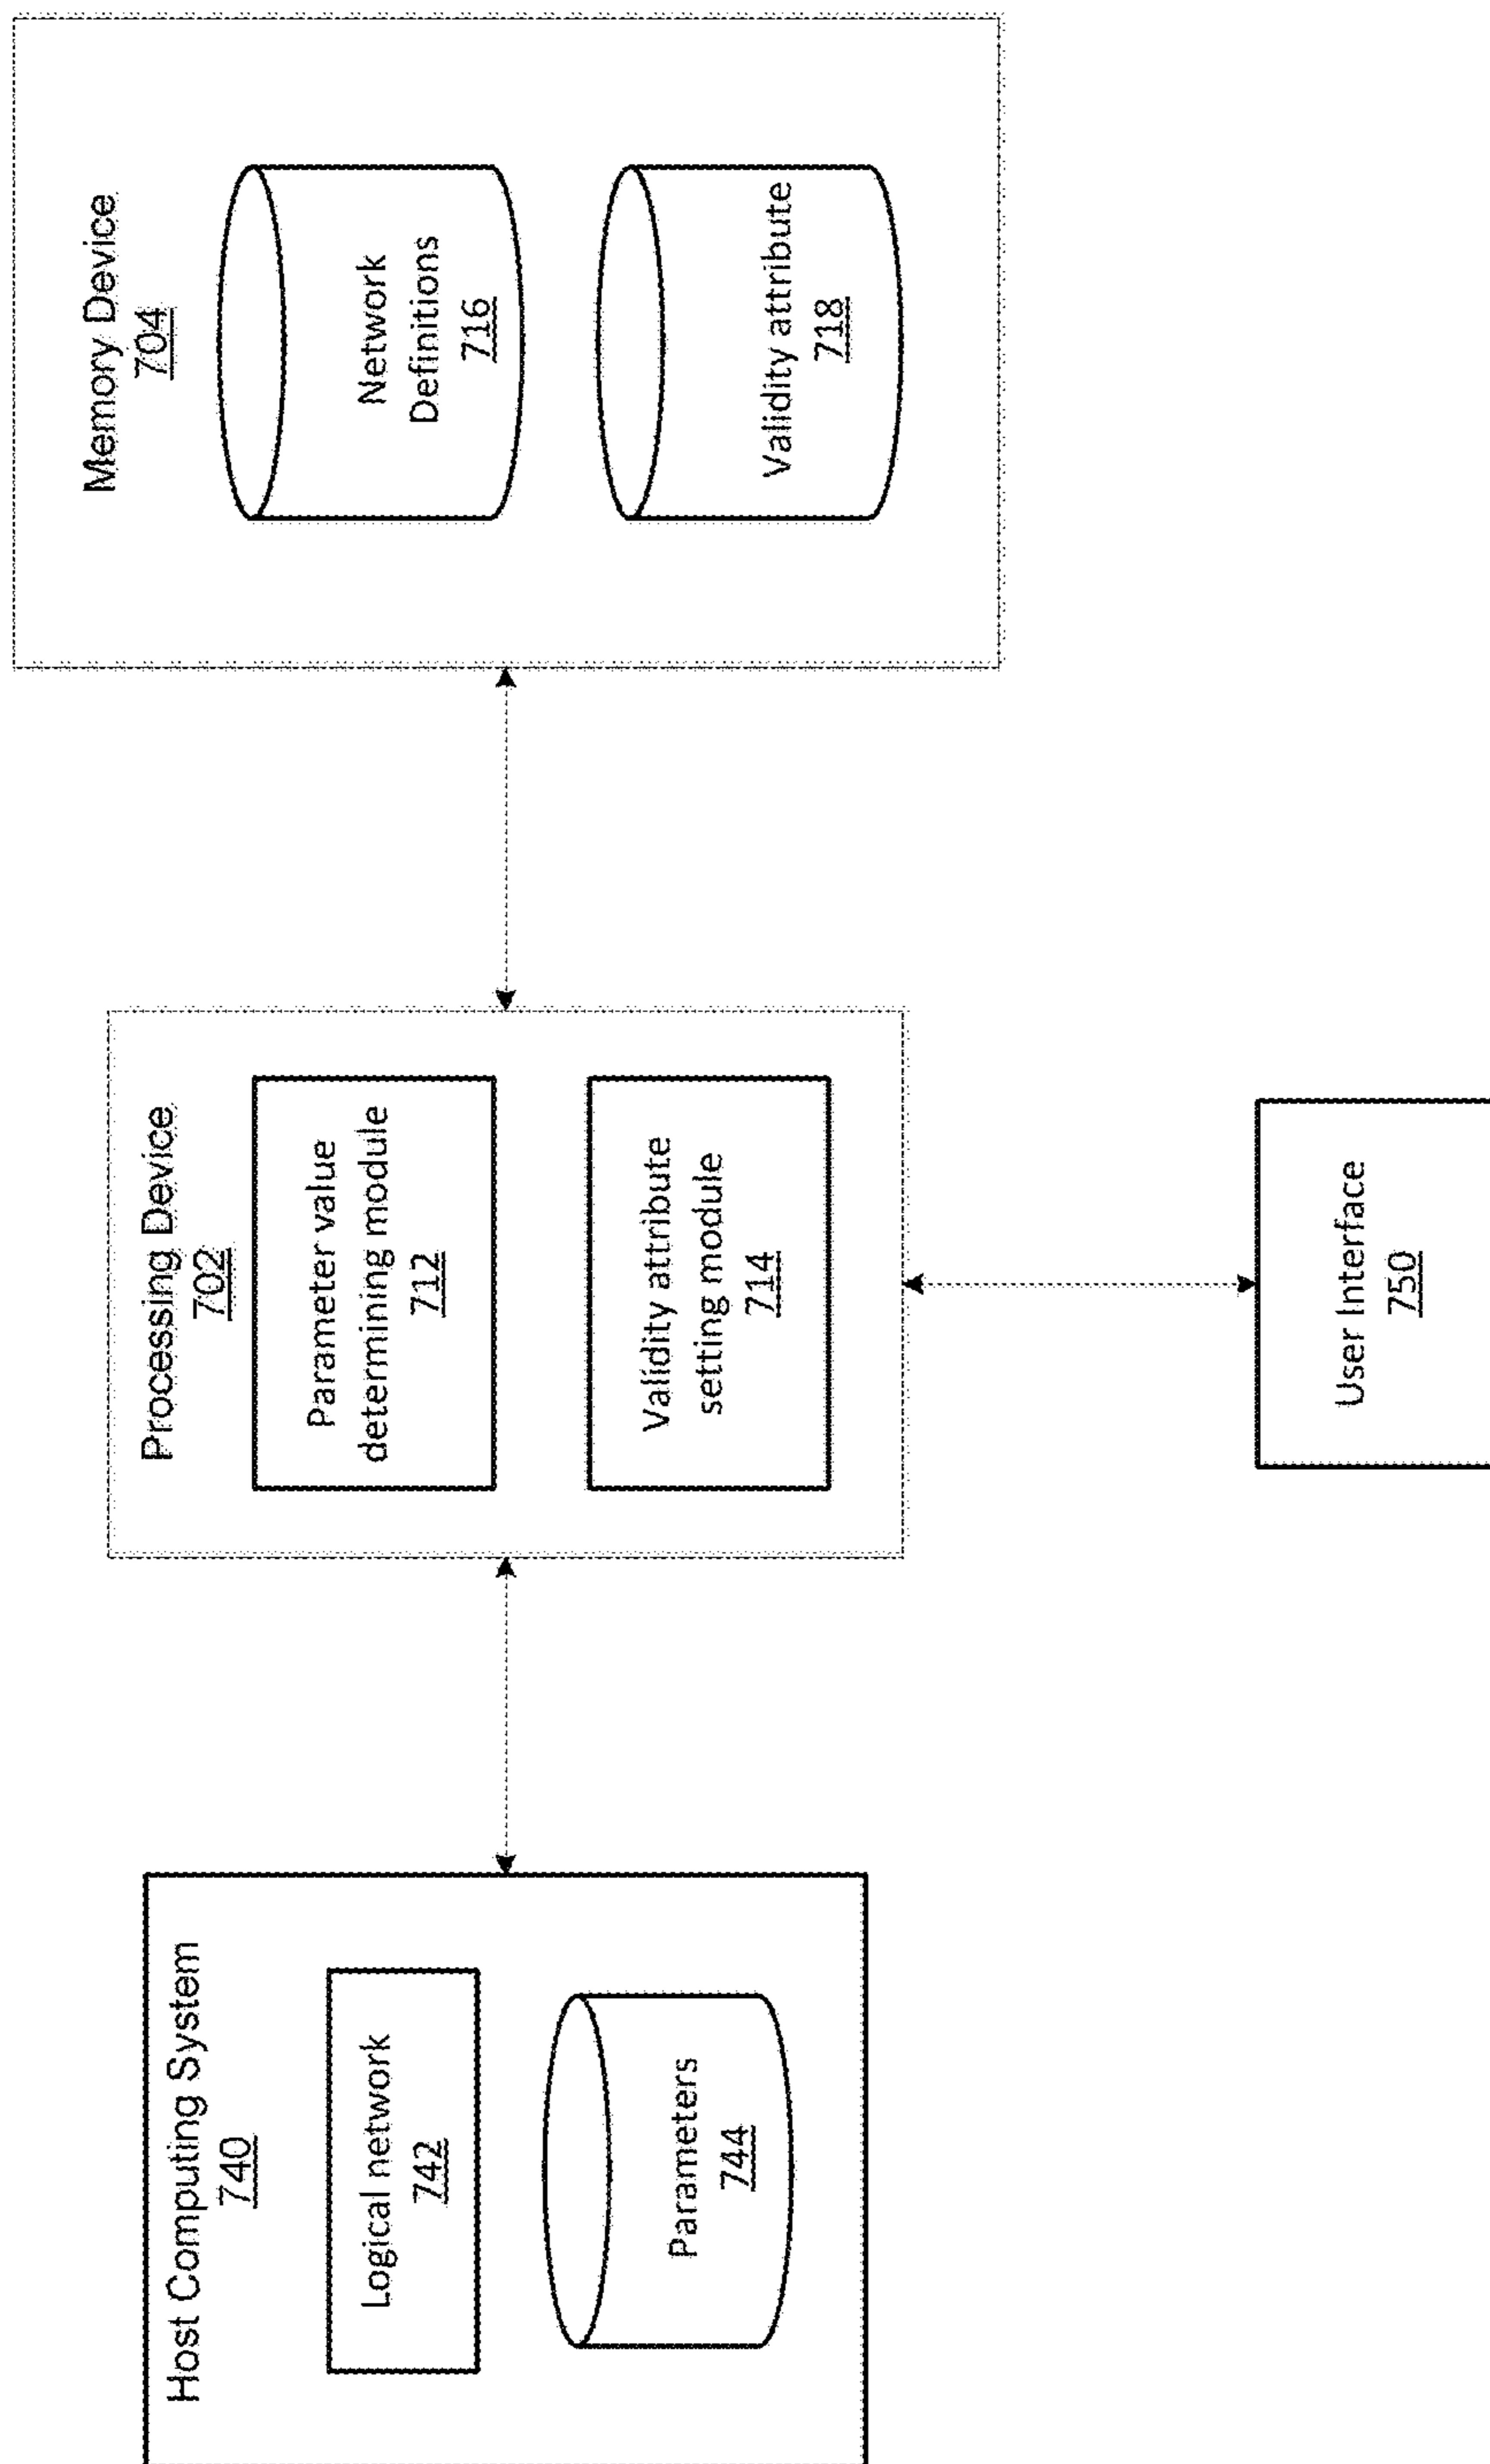 Host Computing System
740
Logical network
742
Parameters
744
Processing Device
702
Parameter value
determining module
712
Validity attribute
setting module
714
Memory Device
704
Network
Definitions
716
Validity attribute
718
User Interface
750